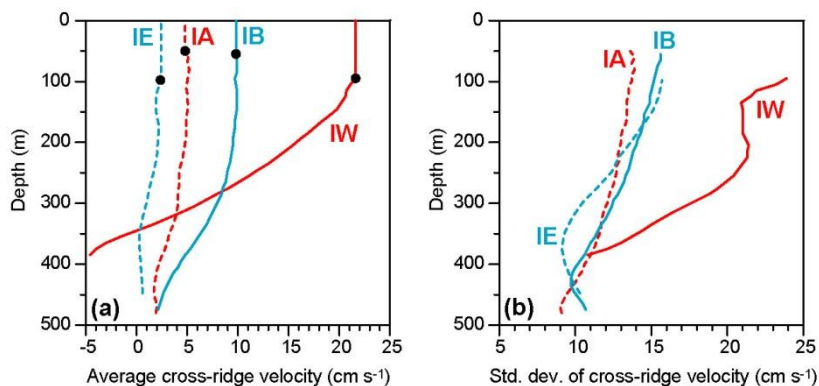 0
100
200
300
400
500
Depth (m)
IE
IA
IB
IW
(a)
-5
0
5
10
15
20
25
Average cross-ridge velocity (cm s⁻¹)
0
100
200
300
400
500
Depth (m)
IA
IB
IW
IE
(b)
5
10
15
20
25
Std. dev. of cross-ridge velocity (cm s⁻¹)